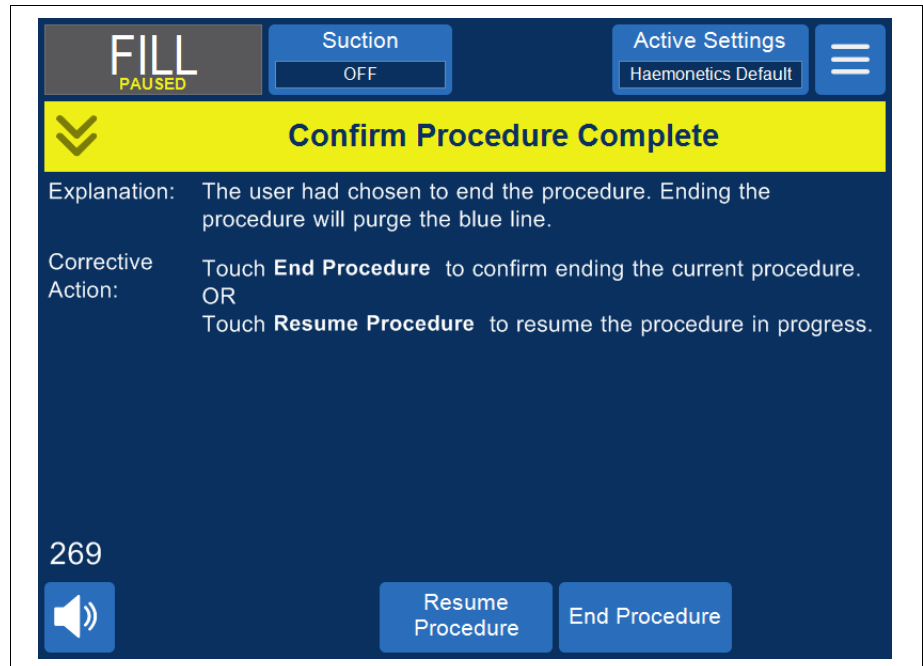 FILL
PAUSED
Suction
OFF
Active Settings
Haemonetics Default
Confirm Procedure Complete
Explanation:
The user had chosen to end the procedure. Ending the
procedure will purge the blue line.
Corrective
Action:
Touch End Procedure to confirm ending the current procedure.
OR
Touch Resume Procedure to resume the procedure in progress.
269
Resume
Procedure
End Procedure